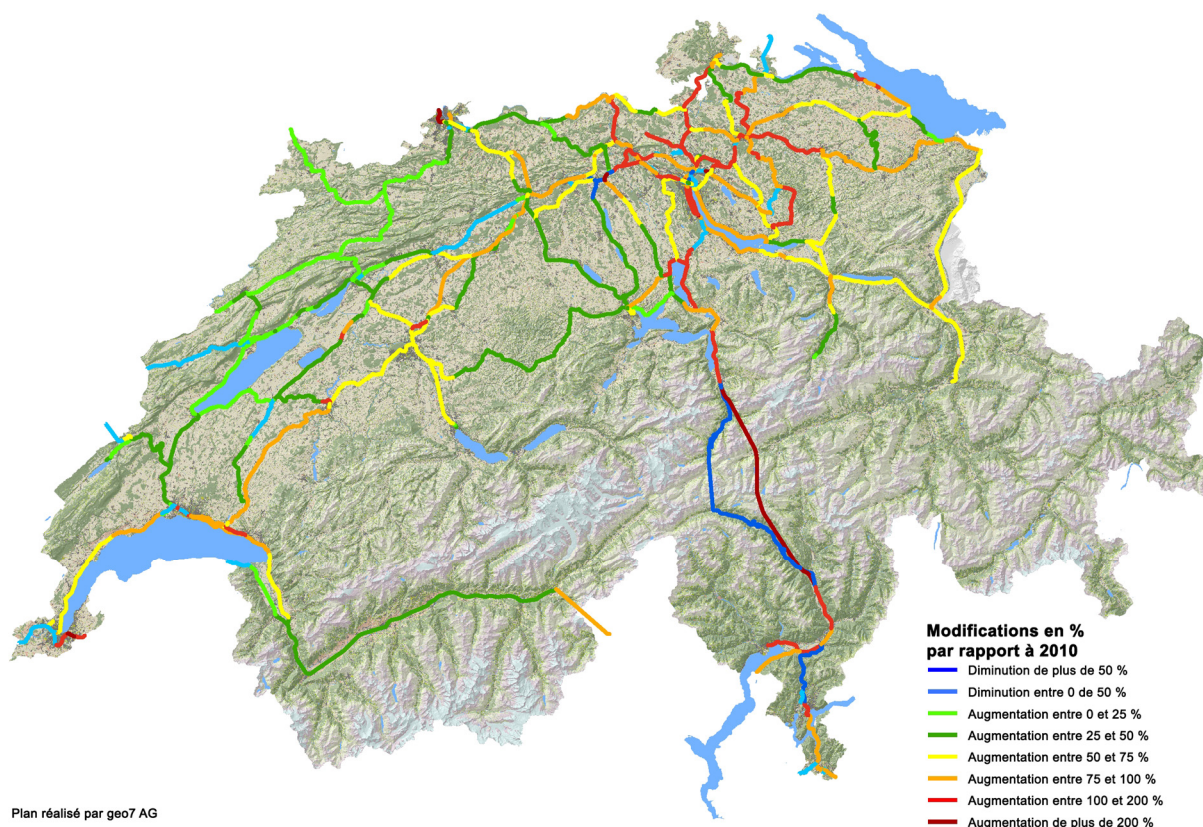 Modifications en %
par rapport à 2010
Diminution de plus de 50 %
Diminution entre 0 de 50 %
Augmentation entre 0 et 25 %
Augmentation entre 25 et 50 %
Augmentation entre 50 et 75 %
Augmentation entre 75 et 100 %
Augmentation entre 100 et 200 %
Augmentation de plus de 200 %
Plan réalisé par geo7 AG